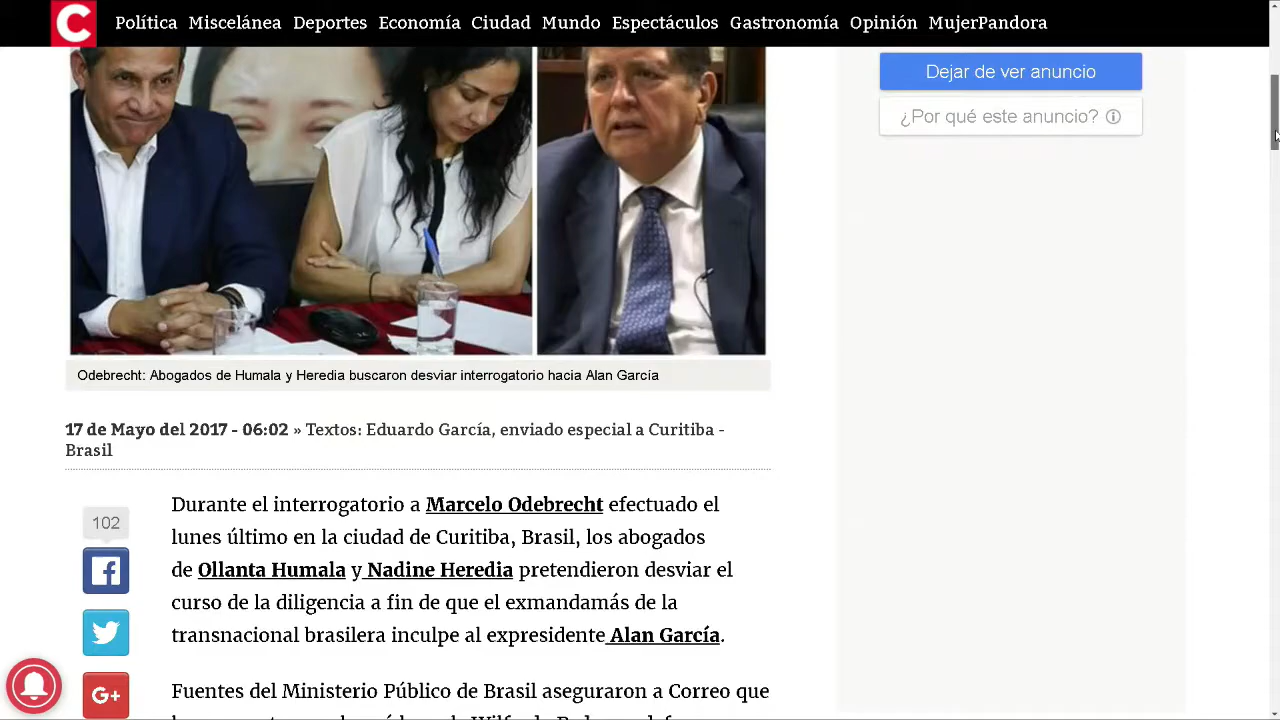 C Política Miscelánea Deportes Economía Ciudad Mundo Espectáculos Gastronomía Opinión MujerPandora
Dejar de ver anuncio
¿Por qué este anuncio?
Odebrecht: Abogados de Humala y Heredia buscaron desviar interrogatorio hacia Alan García
17 de Mayo del 2017 - 06:02 » Textos: Eduardo García, enviado especial a Curitiba -
Brasil
102
Durante el interrogatorio a Marcelo Odebrecht efectuado el
lunes último en la ciudad de Curitiba, Brasil, los abogados
de Ollanta Humala y Nadine Heredia pretendieron desviar el
curso de la diligencia a fin de que el exmandamás de la
transnacional brasilera inculpe al expresidente Alan García.
G+
Fuentes del Ministerio Público de Brasil aseguraron a Correo que